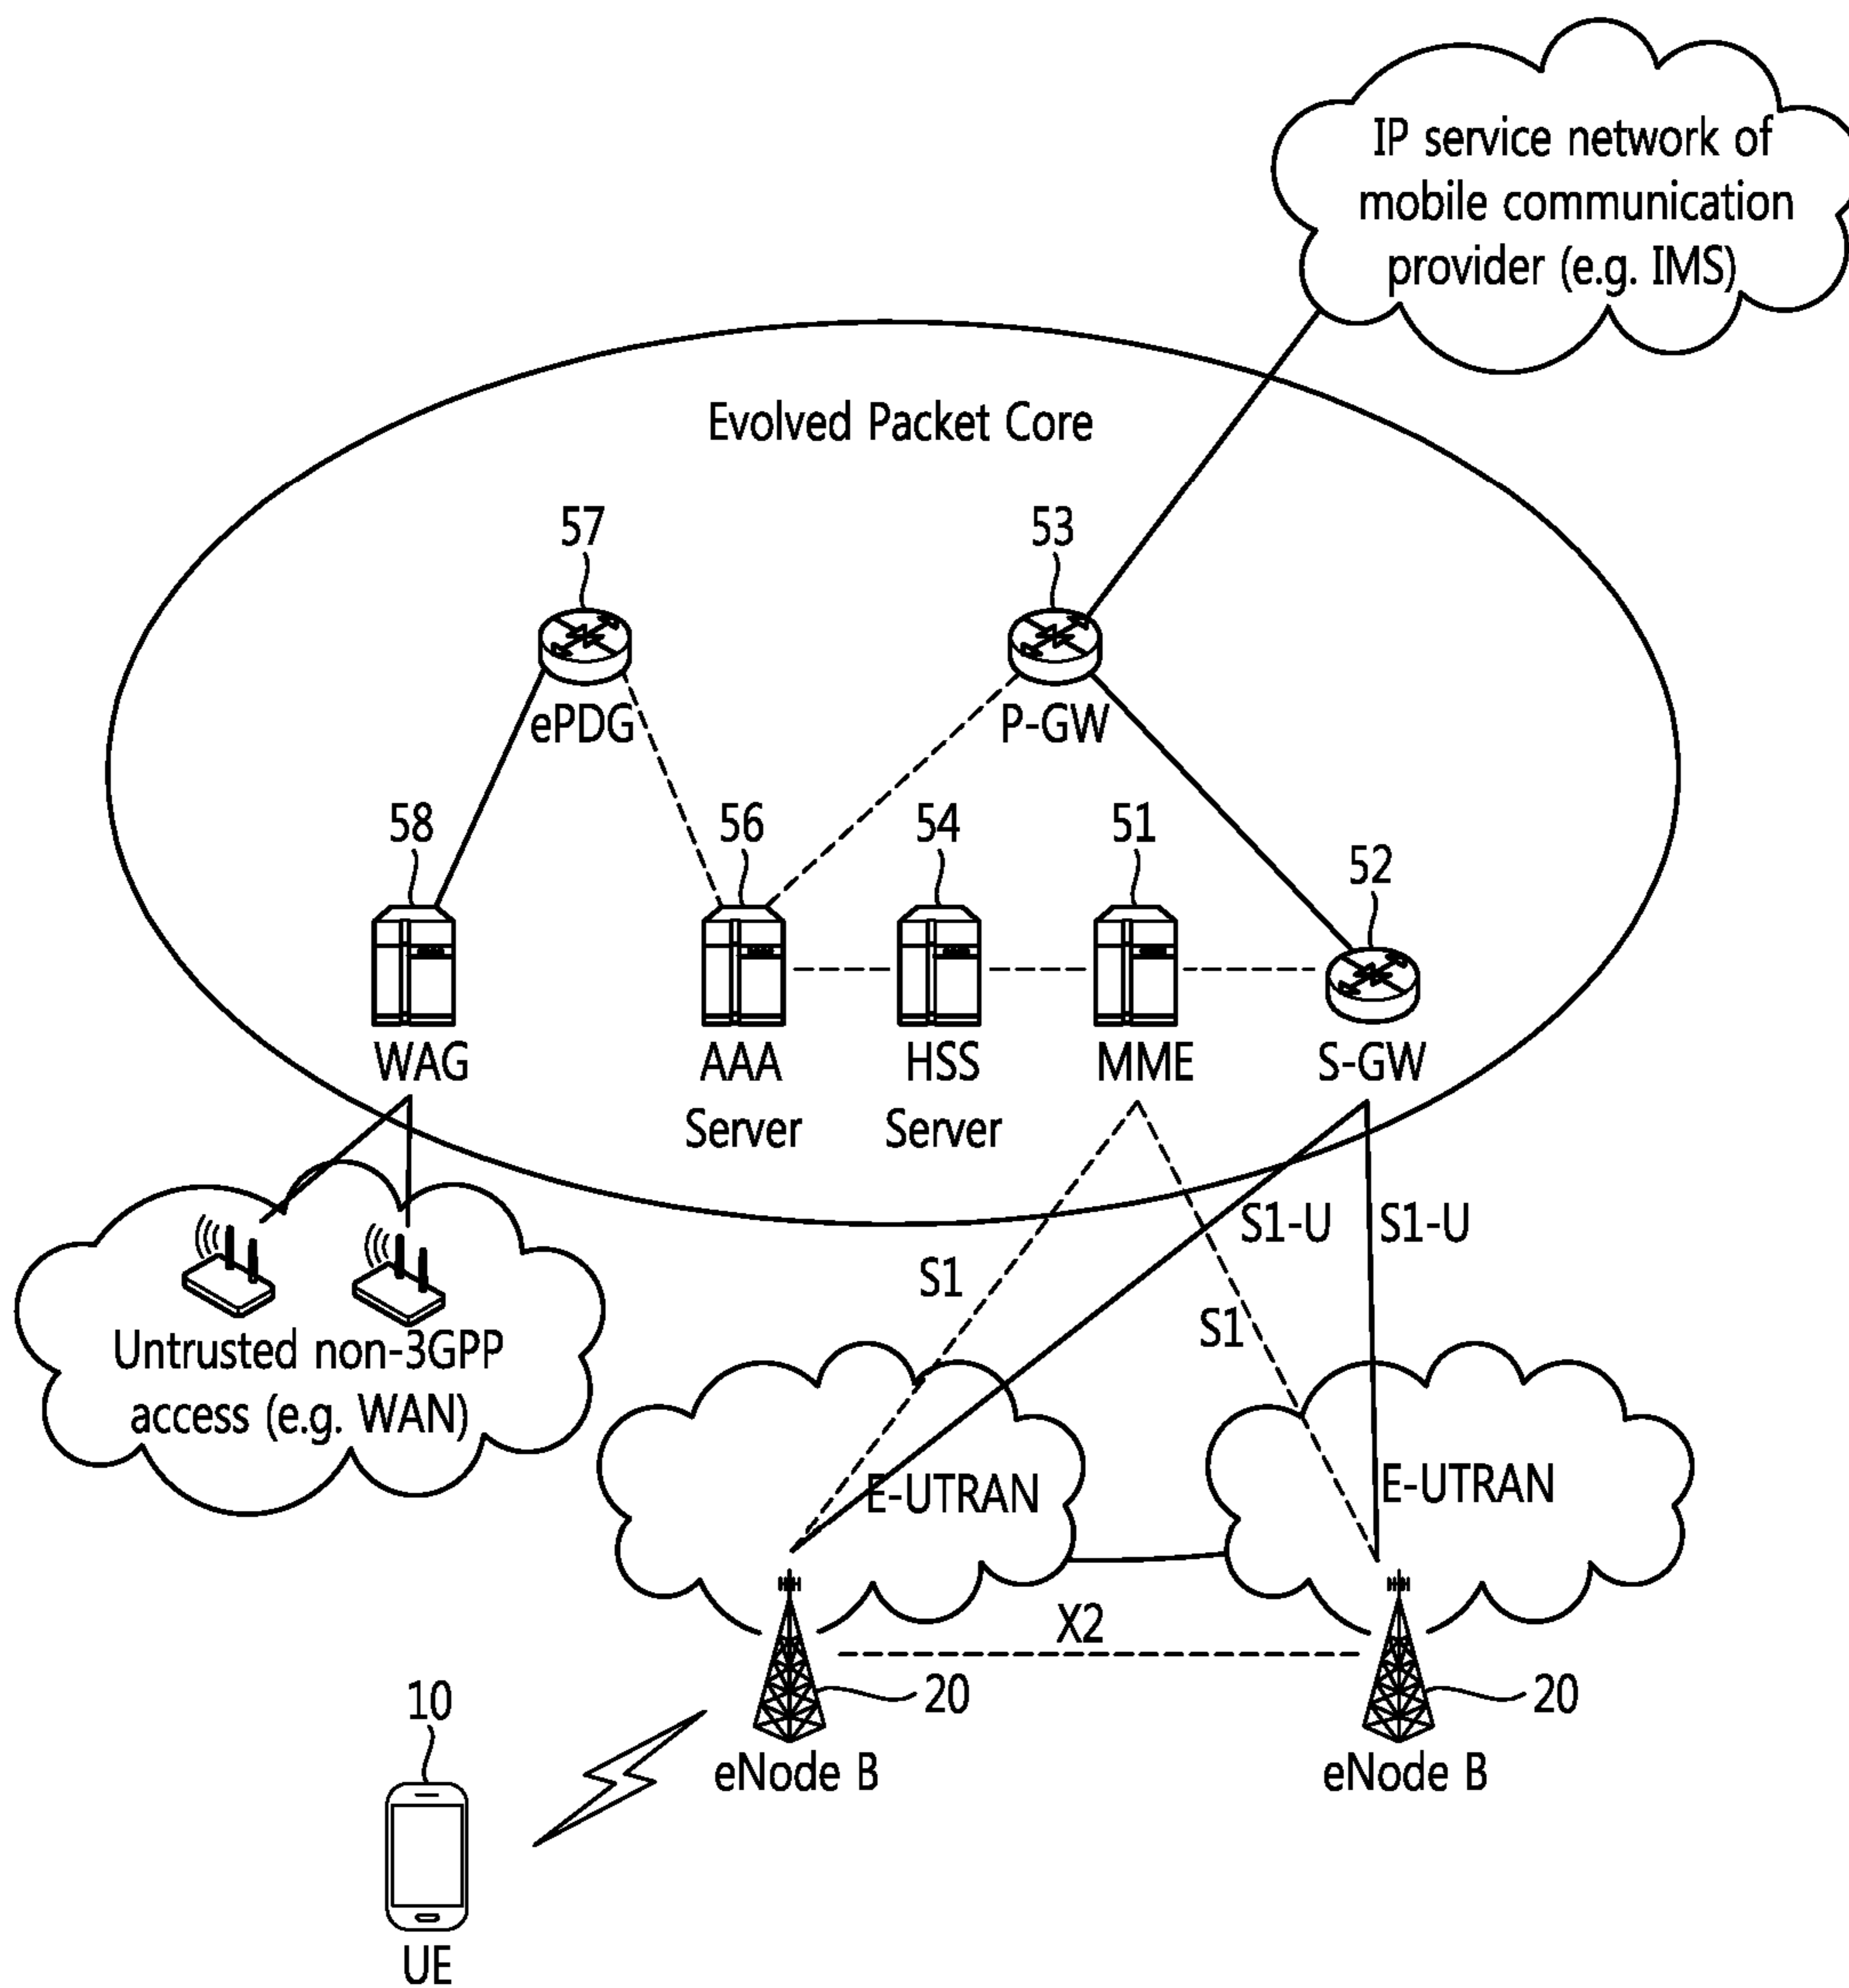 IP service network of
mobile communication
provider (e.g. IMS)
Evolved Packet Core
57
53
ePDG
P-GW
58
56
54
51
52
WAG
AAA
Server
HSS
Server
MME
S-GW
S1-U
S1-U
S1
S1
Untrusted non-3GPP
access (e.g. WAN)
E-UTRAN
E-UTRAN
X2
20
20
10
eNode B
eNode B
UE